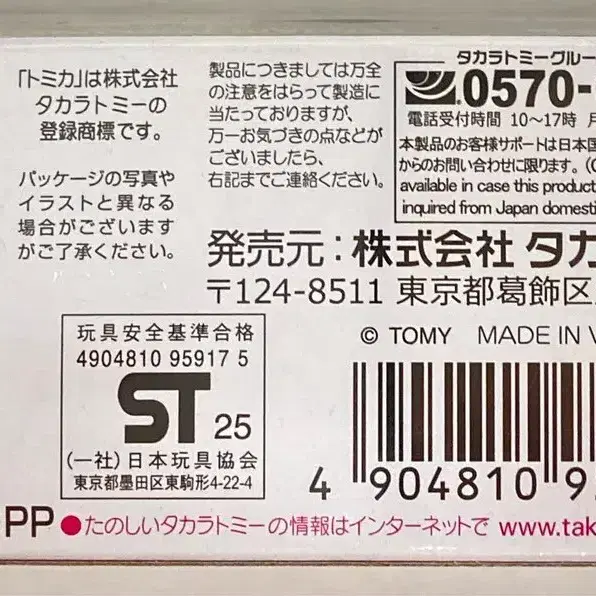 「トミカ」は株式会社
タカラトミーの
登録商標です。
パッケージの写真や
イラストと異なる
場合がございます
がご了承ください。
製品につきましては万全
の注意をはらって製造に
当たっておりますが、
万一お気づきの点などが
ございましたら、
右記までご連絡ください。
タカラトミーグルー
0570-
電話受付時間 10〜17時 月
本製品のお客様サポートは日本国
からのお問い合わせに限ります。(C
available in case this product
inquired from Japan domesti
発売元：株式会社 タカ
〒124-8511 東京都葛飾区
© TOMY MADE IN V
玩具安全基準合格
4904810 95917 5
ST 25
(一社)日本玩具協会
東京都墨田区東駒形4-22-4
4 904810 9
PP ●たのしいタカラトミーの情報はインターネットで www.tak